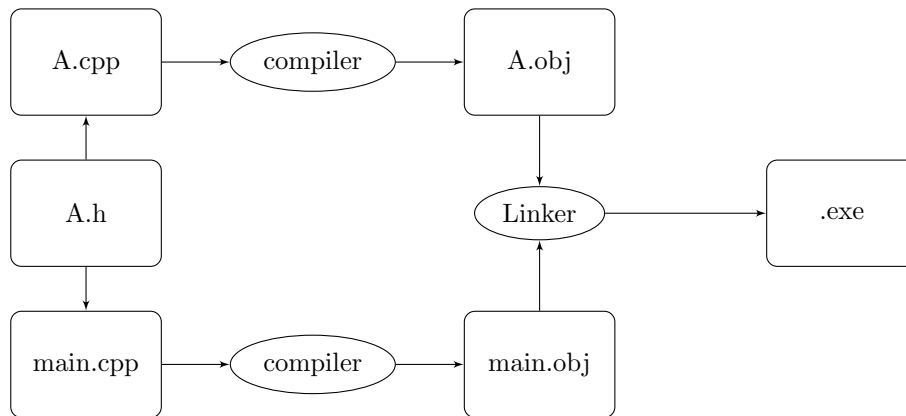 A.cpp
compiler
A.obj
A.h
Linker
.exe
main.cpp
compiler
main.obj